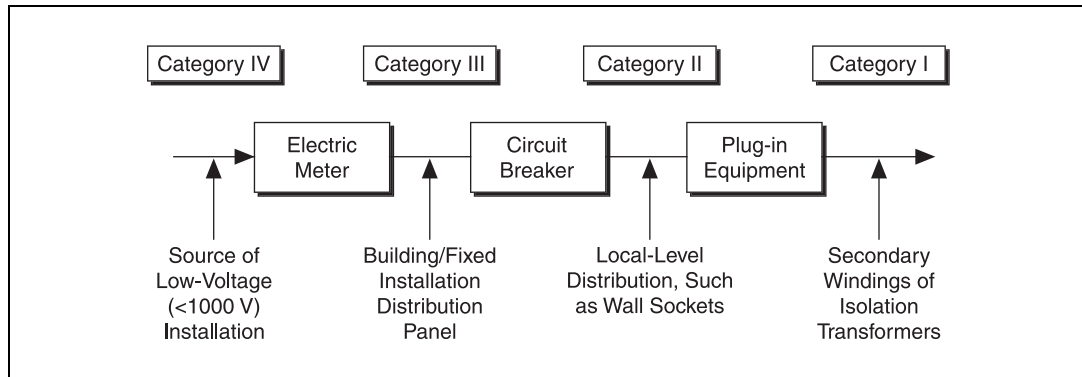 Category IV
Category III
Category II
Category I
Electric
Meter
Circuit
Breaker
Plug-in
Equipment
Source of
Low-Voltage
(<1000 V)
Installation
Building/Fixed
Installation
Distribution
Panel
Local-Level
Distribution, Such
as Wall Sockets
Secondary
Windings of
Isolation
Transformers